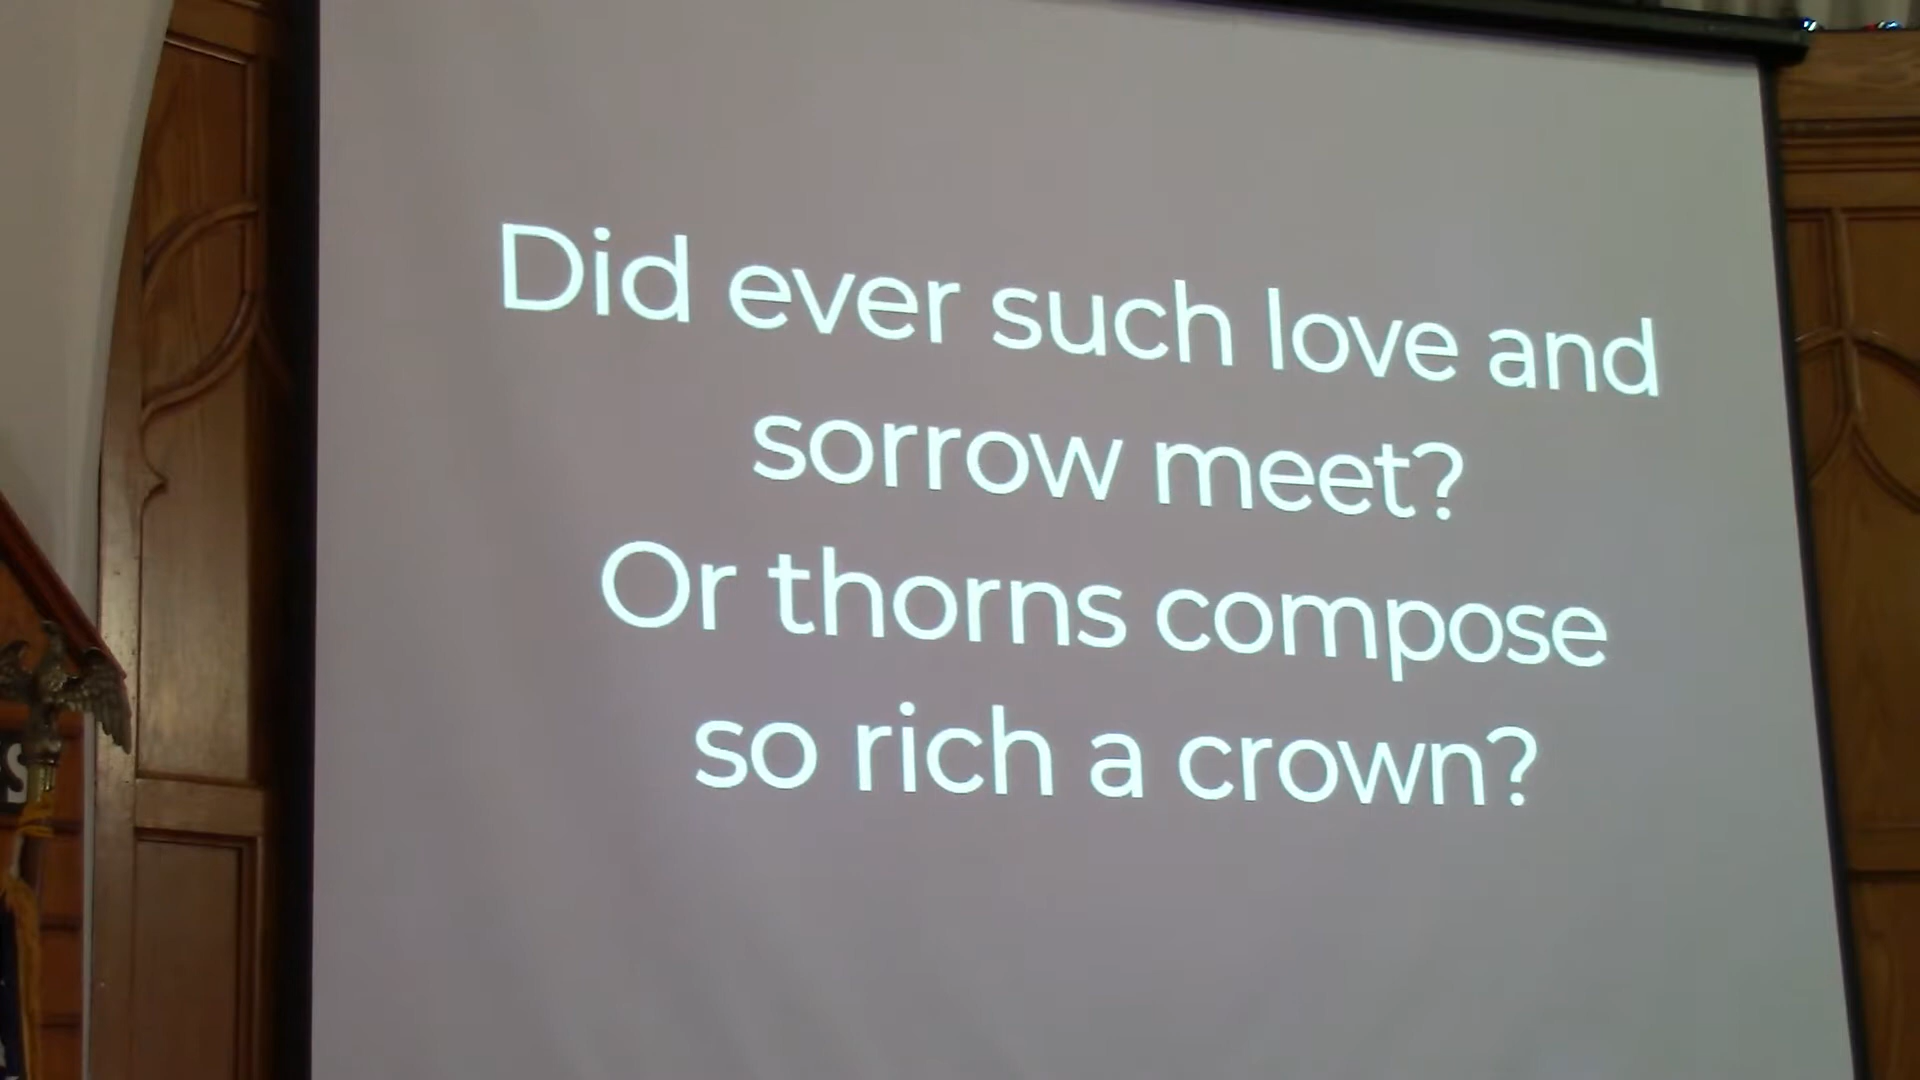 Did ever such love and
sorrow meet?
Or thorns compose
so rich a crown?